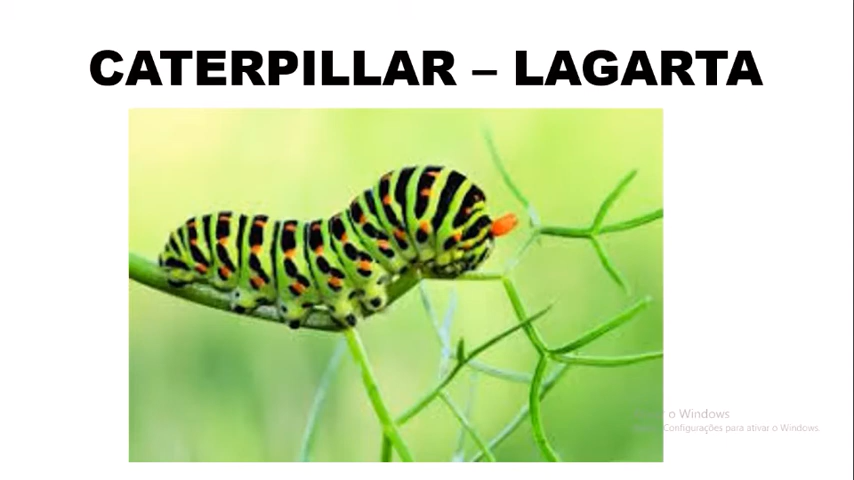 CATERPILLAR – LAGARTA
o Windows
Configurações para ativar o Windows.